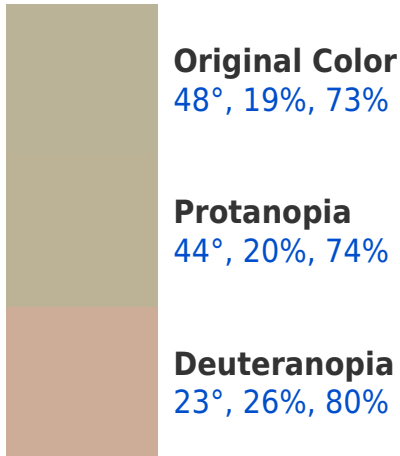 Original Color
48°, 19%, 73%
Protanopia
44°, 20%, 74%
Deuteranopia
23°, 26%, 80%